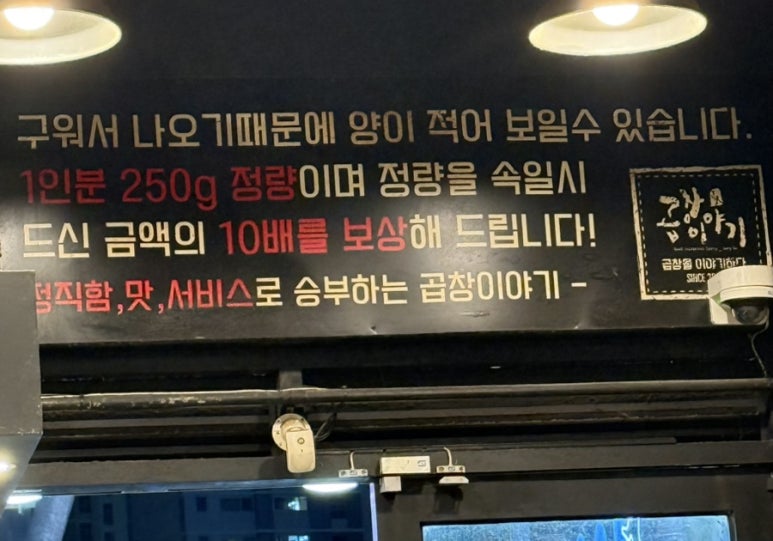 구워서 나오기때문에 양이 적어 보일수 있습니다.
1인분 250g 정량이며 정량을 속일시
드신 금액의 10배를 보상해 드립니다!
정직함,맛,서비스로 승부하는 곱창이야기 -
곱창
이야기
곱창을 이야기하다
SINCE